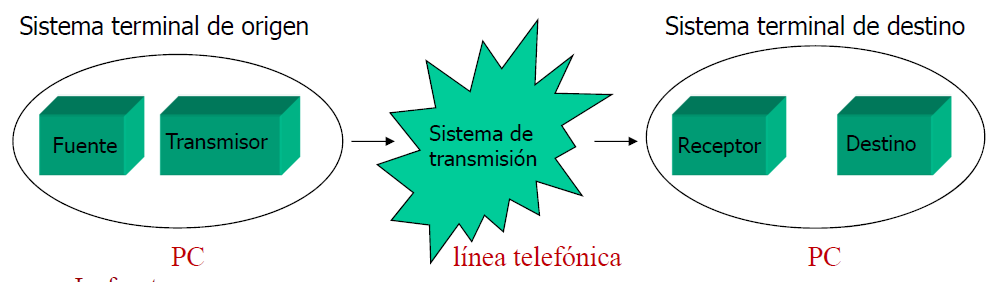 Sistema terminal de origen
Sistema terminal de destino
Fuente
Transmisor
Sistema de
transmisión
Receptor
Destino
PC
línea telefónica
PC